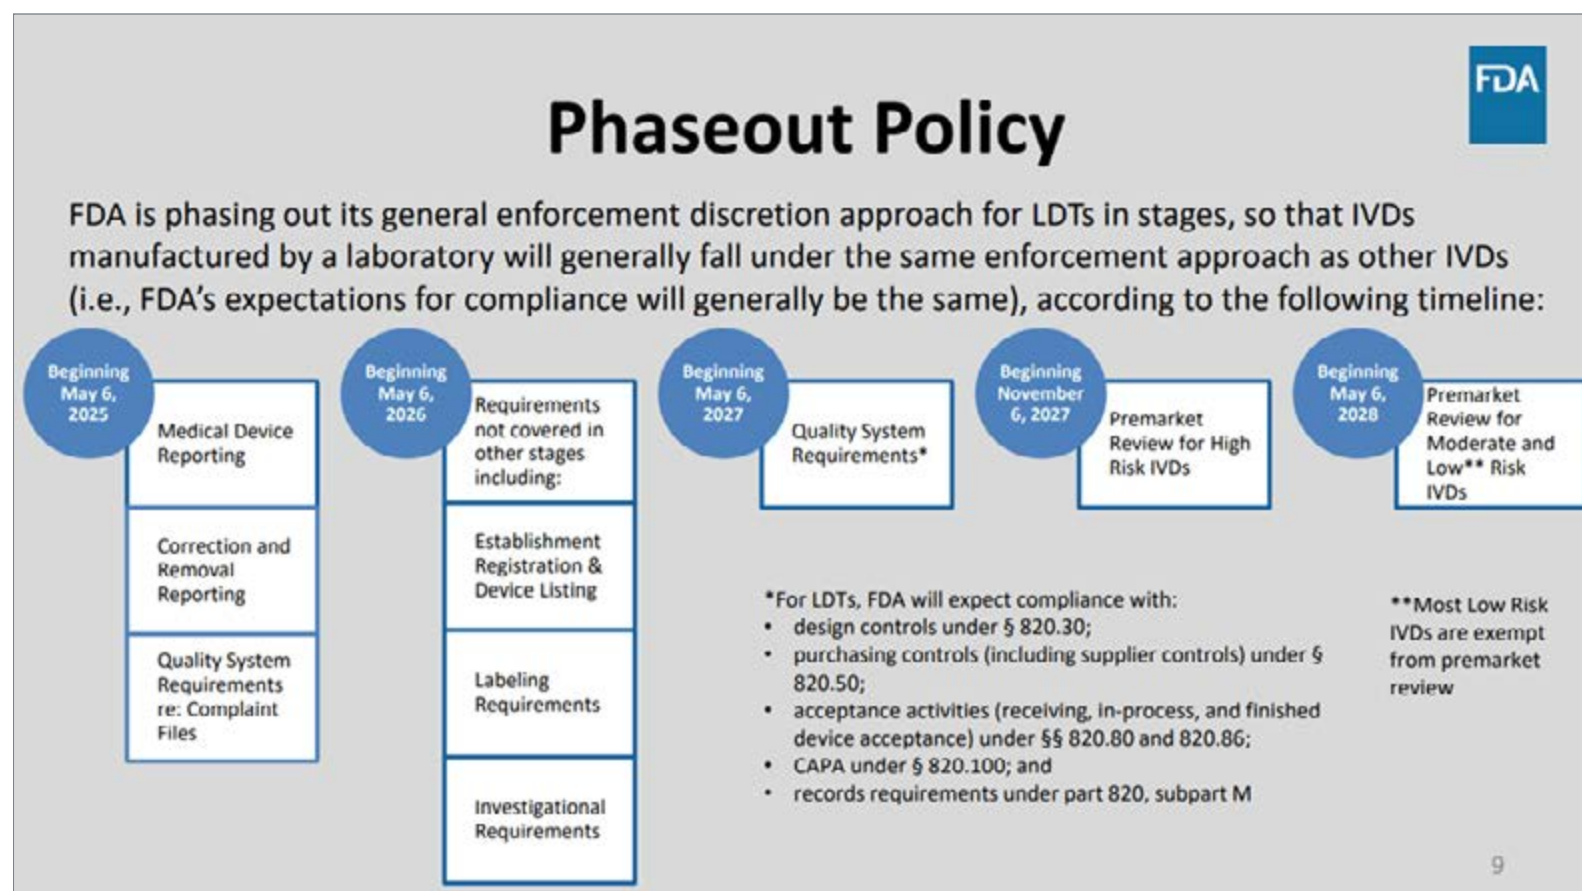 FDA
Phaseout Policy
FDA is phasing out its general enforcement discretion approach for LDTs in stages, so that IVDs
manufactured by a laboratory will generally fall under the same enforcement approach as other IVDs
(i.e., FDA's expectations for compliance will generally be the same), according to the following timeline:
Beginning
May 6,
2025
Medical Device
Reporting
Correction and
Removal
Reporting
Quality System
Requirements
re: Complaint
Files
Beginning
May 6,
2026
Requirements
not covered in
other stages
including:
Establishment
Registration &
Device Listing
Labeling
Requirements
Investigational
Requirements
Beginning
May 6,
2027
Quality System
Requirements*
Beginning
November
6, 2027
Premarket
Review for High
Risk IVDs
Beginning
May 6,
2028
Premarket
Review for
Moderate and
Low** Risk
IVDs
*For LDTs, FDA will expect compliance with:
• design controls under § 820.30;
• purchasing controls (including supplier controls) under §
820.50;
• acceptance activities (receiving, in-process, and finished
device acceptance) under §§ 820.80 and 820.86;
• CAPA under § 820.100; and
• records requirements under part 820, subpart M
**Most Low Risk
IVDs are exempt
from premarket
review
9